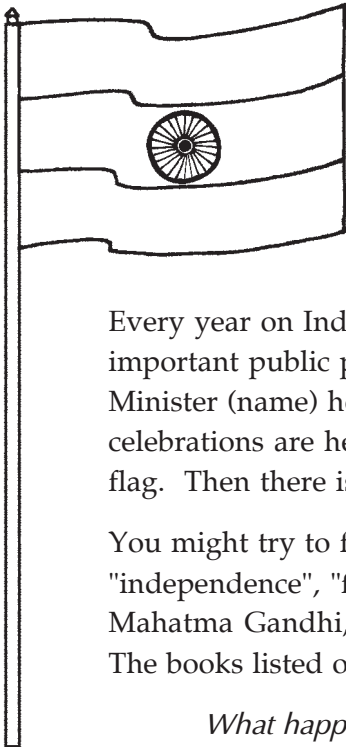 Every year on Ind
important public p
Minister (name) h
celebrations are he
flag. Then there is
You might try to f
"independence", "f
Mahatma Gandhi,
The books listed o
What happ